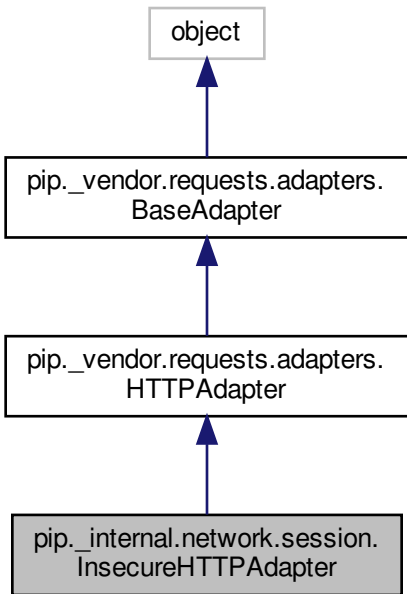 object
pip._vendor.requests.adapters.
BaseAdapter
pip._vendor.requests.adapters.
HTTPAdapter
pip._internal.network.session.
InsecureHTTPAdapter